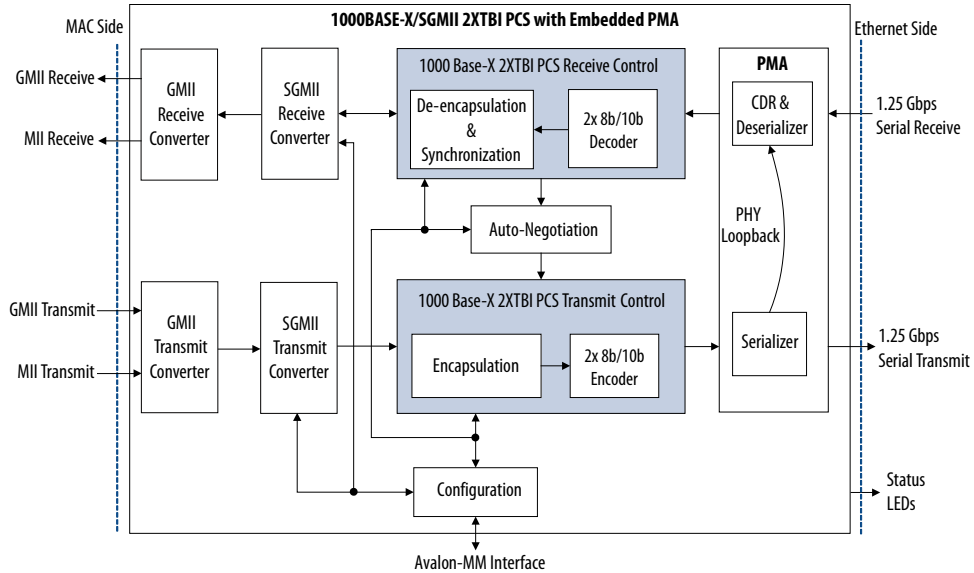 1000BASE-X/SGMII 2XTBI PCS with Embedded PMA
MAC Side
Ethernet Side
GMII Receive
MII Receive
GMII
Receive
Converter
SGMII
Receive
Converter
1000 Base-X 2XTBI PCS Receive Control
De-encapsulation
&
Synchronization
2x 8b/10b
Decoder
PMA
CDR &
Deserializer
1.25 Gbps
Serial Receive
Auto-Negotiation
PHY
Loopback
GMII Transmit
MII Transmit
GMII
Transmit
Converter
SGMII
Transmit
Converter
1000 Base-X 2XTBI PCS Transmit Control
Encapsulation
2x 8b/10b
Encoder
Serializer
1.25 Gbps
Serial Transmit
Configuration
Status
LEDs
Avalon-MM Interface